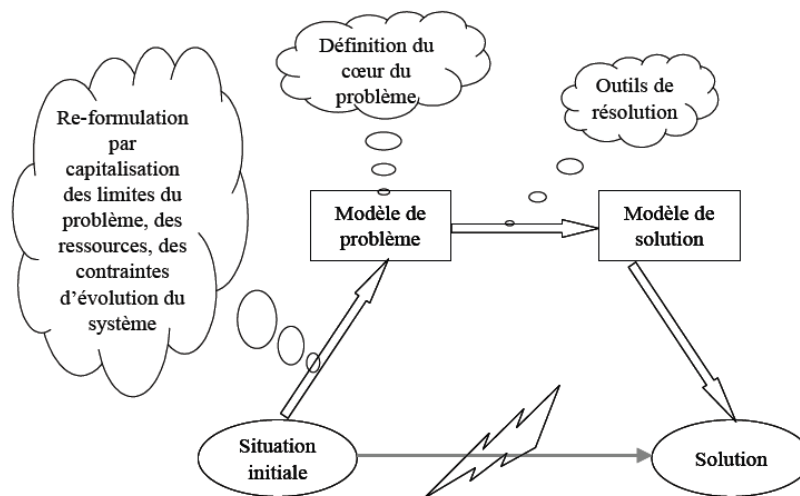 Définition du
cœur du
problème
Outils de
résolution
Re-formulation
par
capitalisation
des limites du
problème, des
ressources, des
contraintes
d'évolution du
système
Modèle de
problème
Modèle de
solution
Situation
initiale
Solution